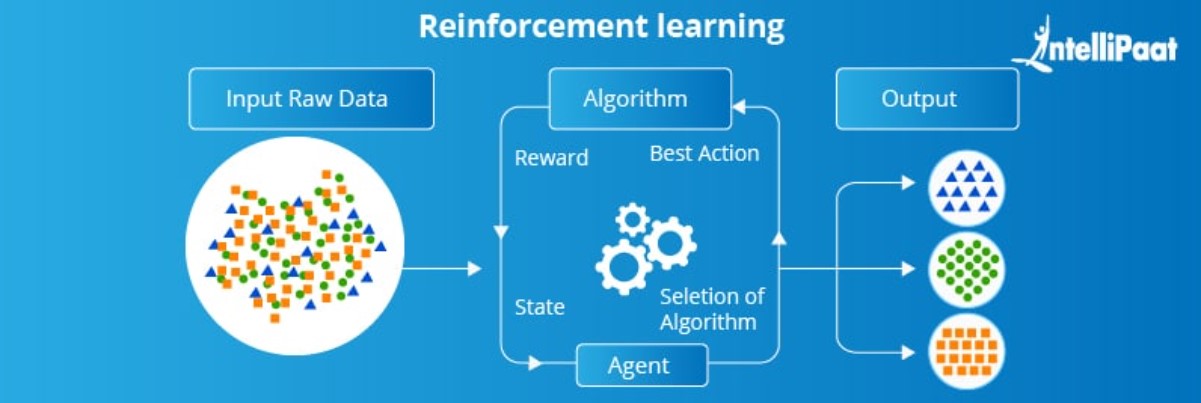 Reinforcement learning
IntelliPaat
Input Raw Data
Algorithm
Output
Reward
Best Action
State
Seletion of
Algorithm
Agent